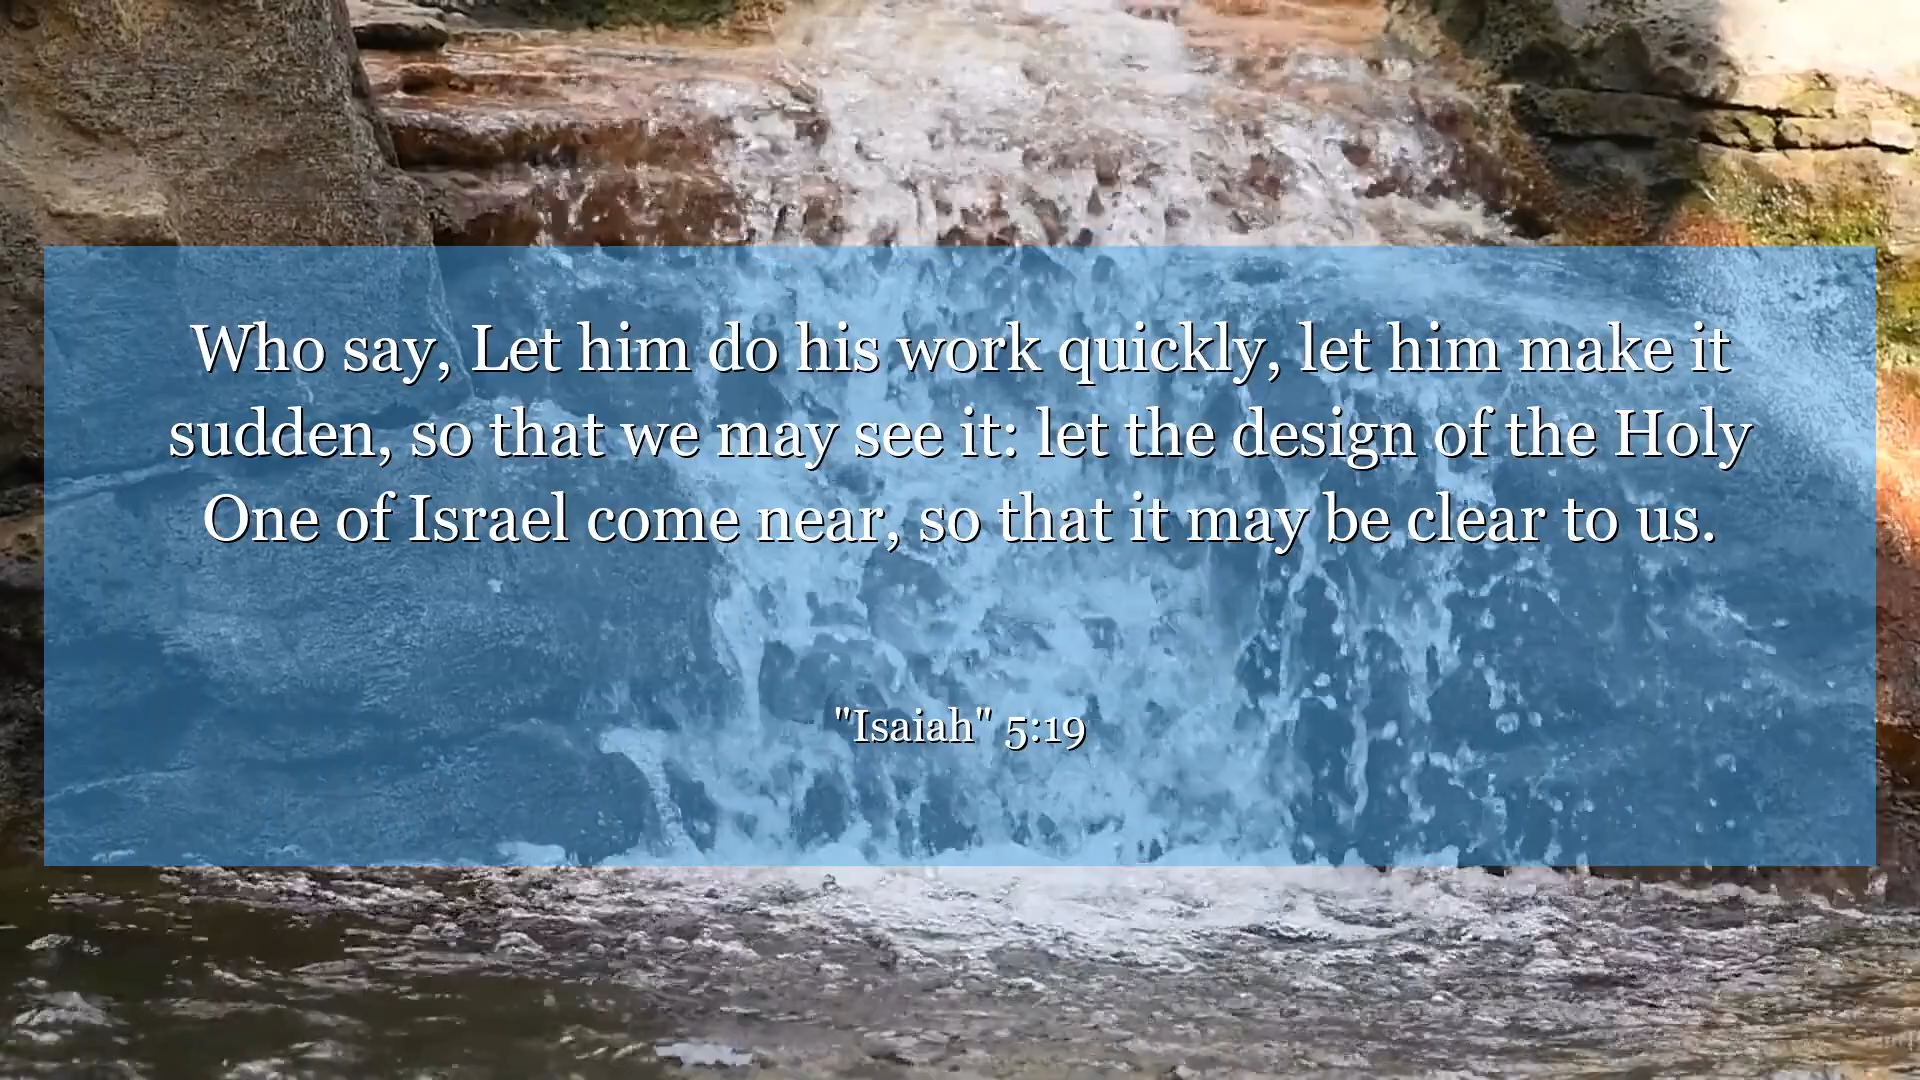 Who say, Let him do his work quickly, let him make it
sudden, so that we may see it: let the design of the Holy
One of Israel come near, so that it may be clear to us.
"Isaiah" 5:19